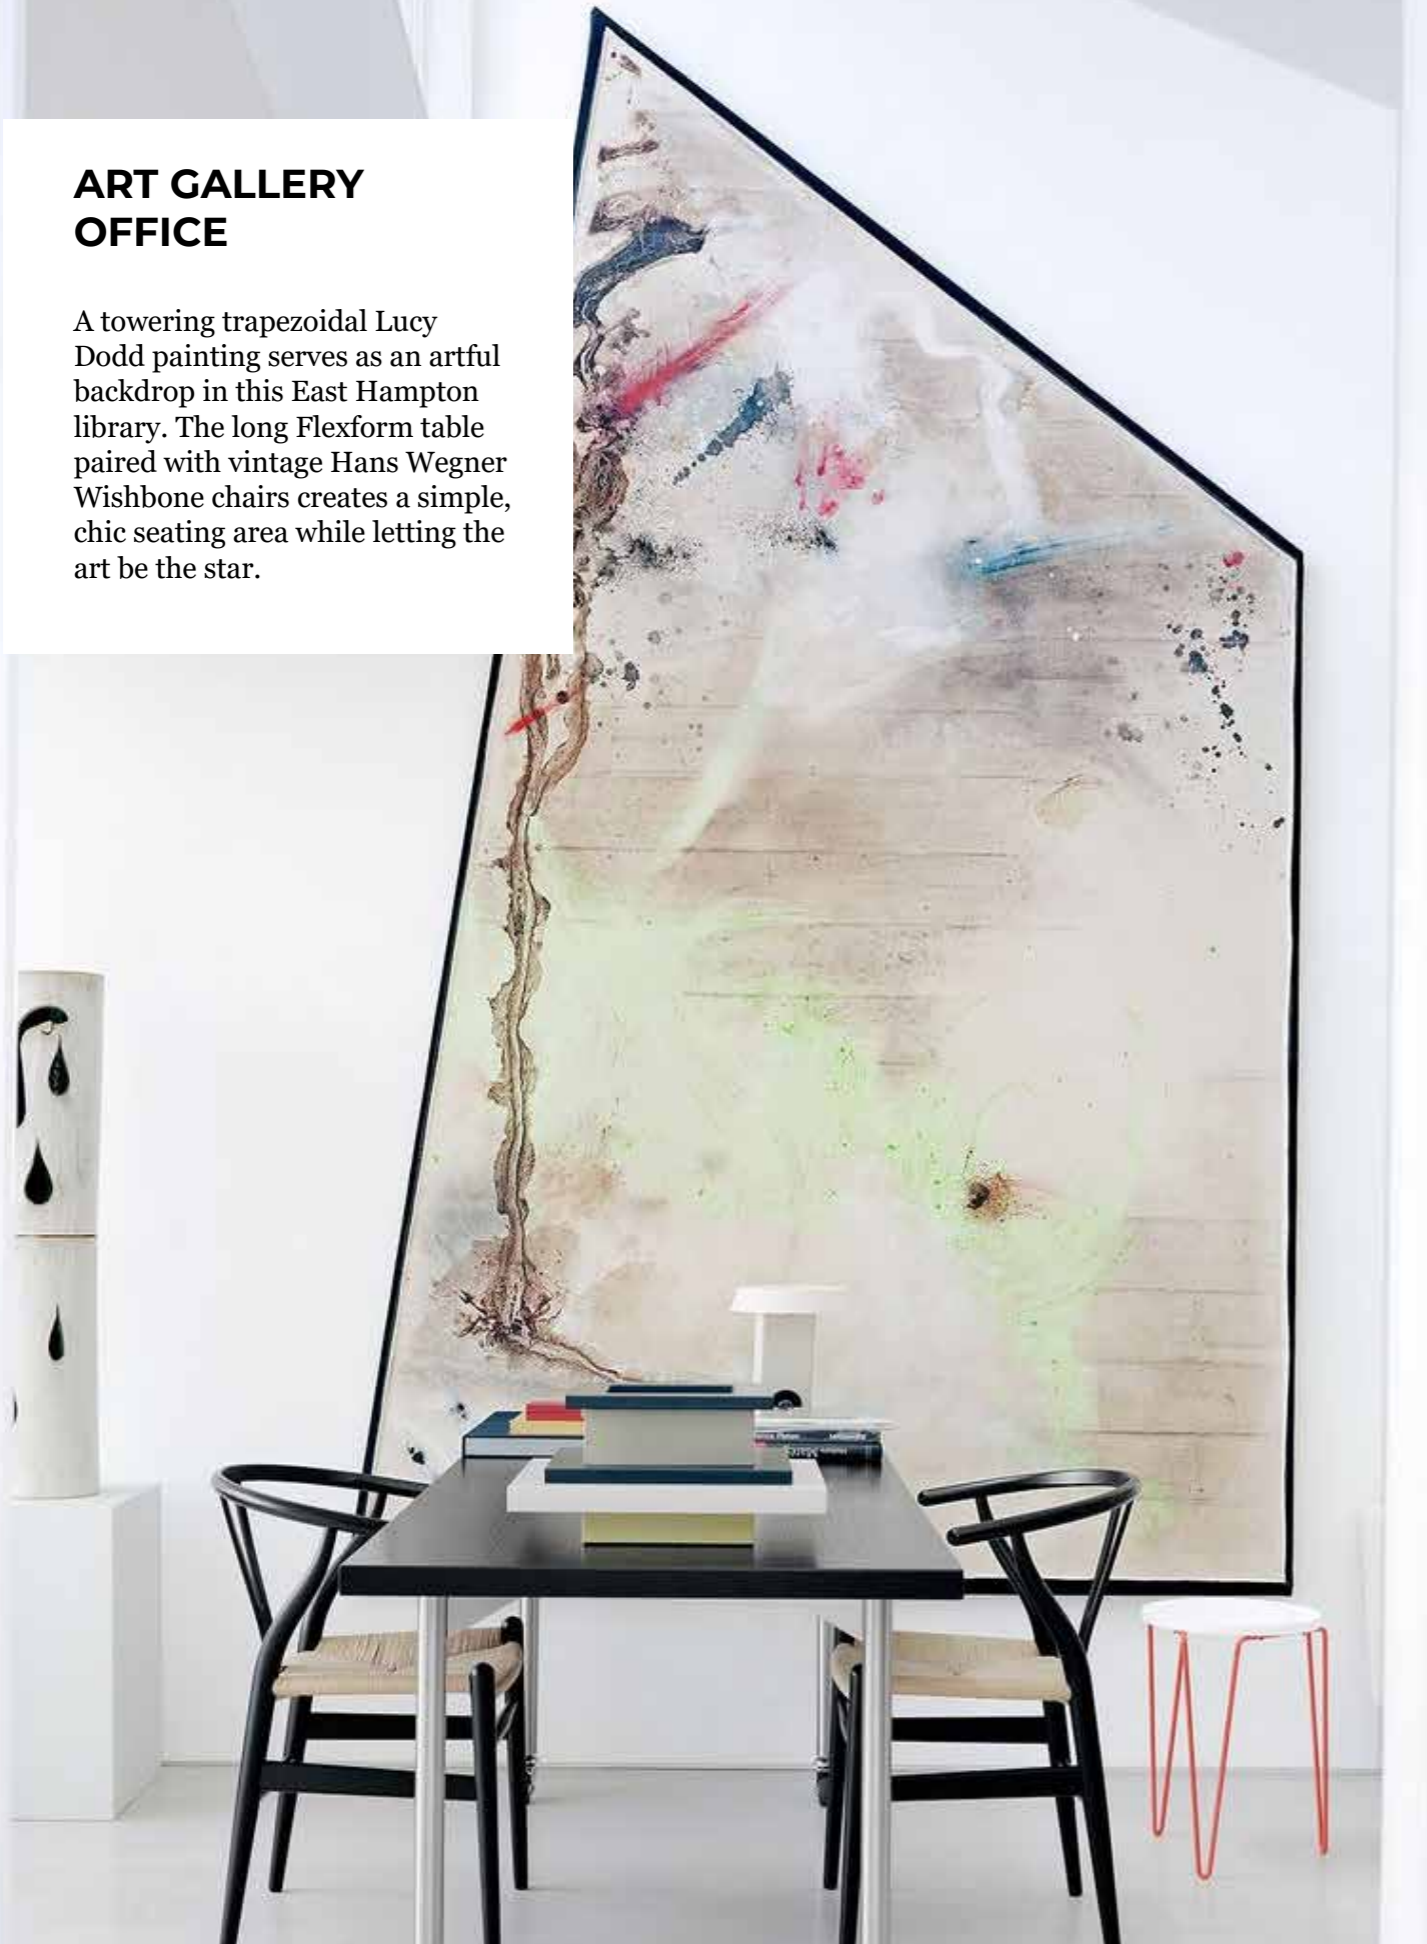 ART GALLERY
OFFICE
A towering trapezoidal Lucy
Dodd painting serves as an artful
backdrop in this East Hampton
library. The long Flexform table
paired with vintage Hans Wegner
Wishbone chairs creates a simple,
chic seating area while letting the
art be the star.